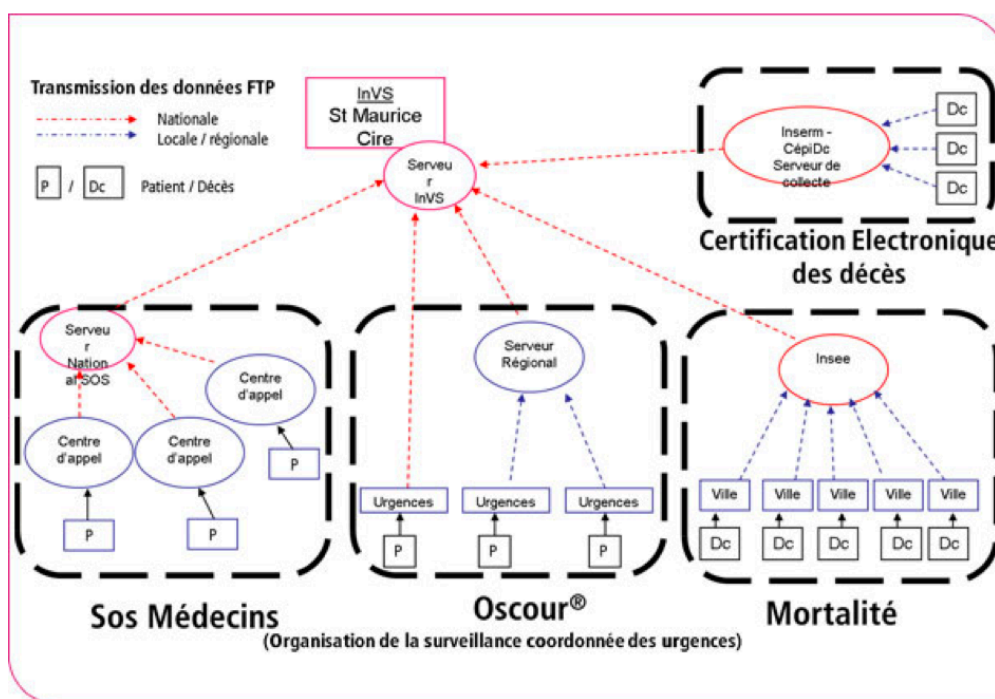 Transmission des données FTP
Nationale
Locale / régionale
P / Dc Patient / Décès
InVS
St Maurice
Cire
Serveu
r
InVS
Inserm -
CépiDc
Serveur de
collecte
Dc
Dc
Dc
Certification Electronique
des décès
Serveu
r
Nation
al SOS
Centre
d'appel
Centre
d'appel
Centre
d'appel
P
P
P
Sos Médecins
Serveur
Régional
Urgences
Urgences
Urgences
P
P
P
Oscour®
(Organisation de la surveillance coordonnée des urgences)
Insee
Ville
Ville
Ville
Ville
Ville
Dc
Dc
Dc
Dc
Dc
Mortalité